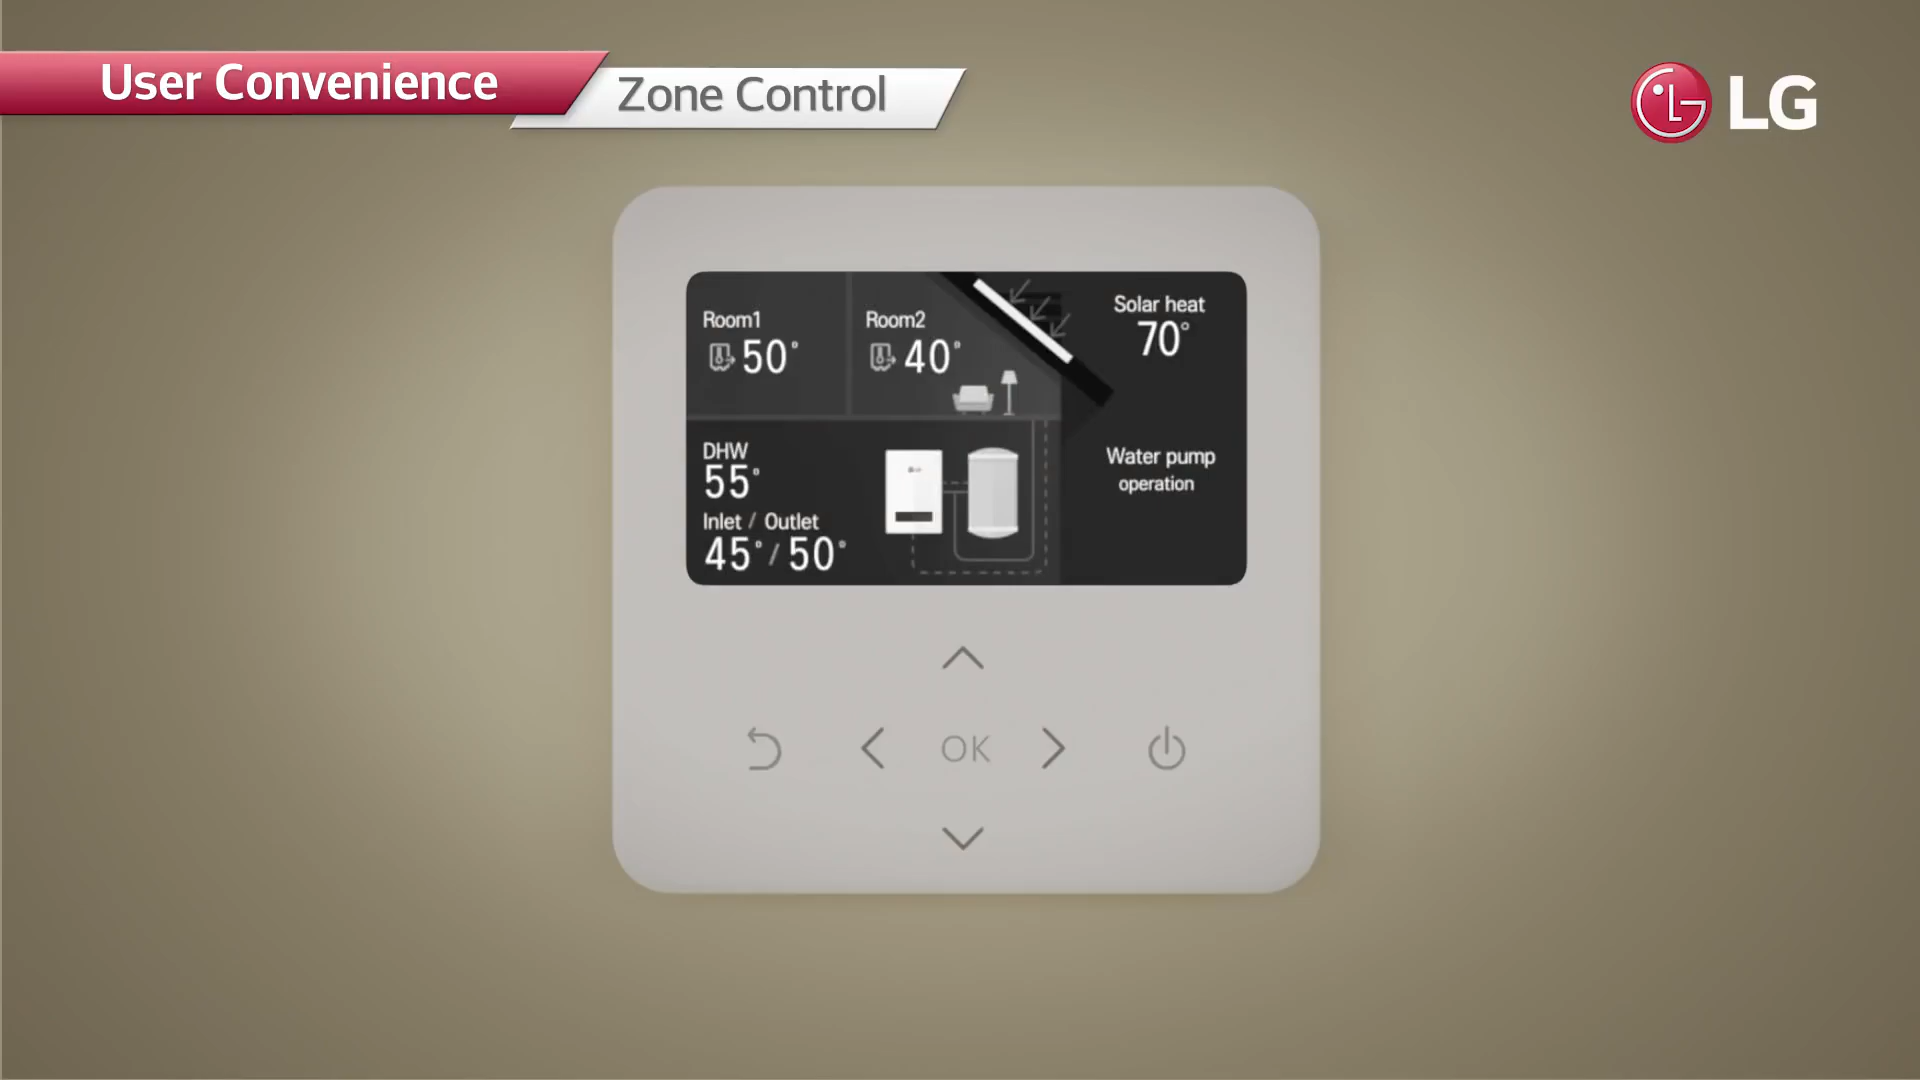 User Convenience
Zone Control
LG
Room1
50°
Room2
40°
Solar heat
70°
DHW
55°
Inlet / Outlet
45° / 50°
Water pump
operation
OK